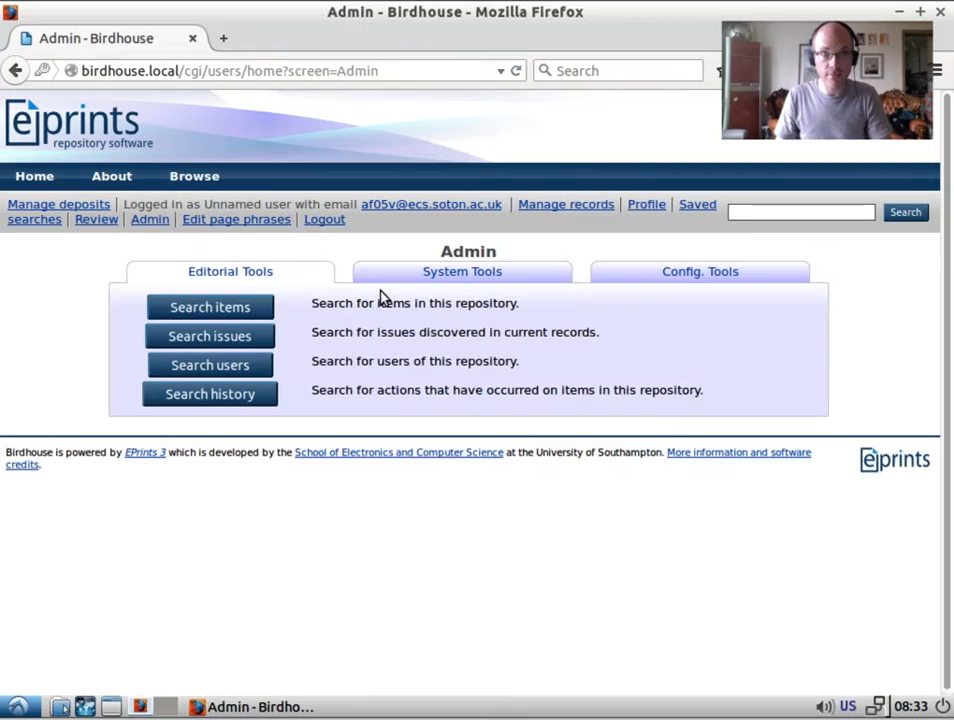 Admin - Birdhouse - Mozilla Firefox
Admin - Birdhouse
birdhouse.local/cgi/users/home?screen=Admin
Search
eprints
repository software
Home About Browse
Manage deposits | Logged in as Unnamed user with email af05v@ecs.soton.ac.uk | Manage records | Profile | Saved
searches | Review | Admin | Edit page phrases | Logout
Search
Admin
Editorial Tools System Tools Config. Tools
Search items Search for items in this repository.
Search issues Search for issues discovered in current records.
Search users Search for users of this repository.
Search history Search for actions that have occurred on items in this repository.
Birdhouse is powered by EPrints 3 which is developed by the School of Electronics and Computer Science at the University of Southampton. More information and software
credits.
eprints
Admin - Birdho...
US 08:33